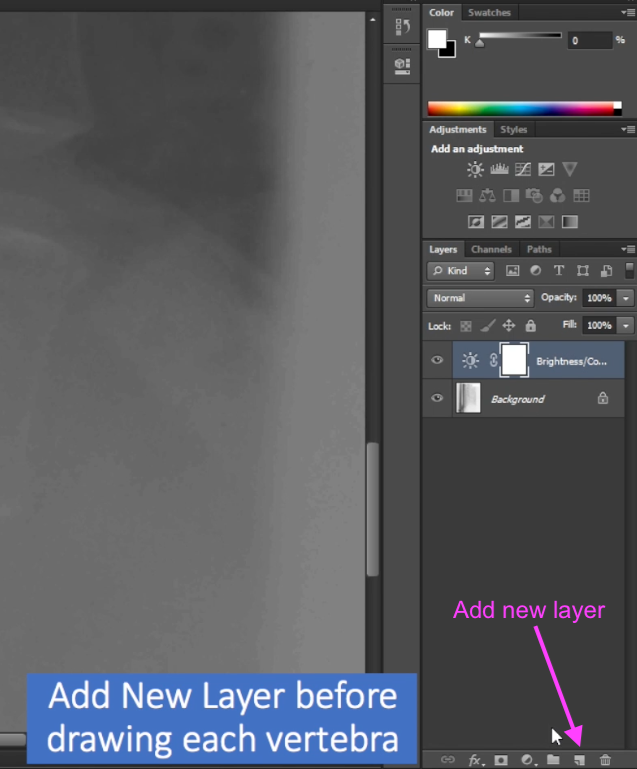 Color Swatches
K 0 %
Adjustments Styles
Add an adjustment
Layers Channels Paths
Kind T
Normal Opacity: 100%
Lock: Fill: 100%
Brightness/Co...
Background
Add new layer
Add New Layer before
drawing each vertebra
fx